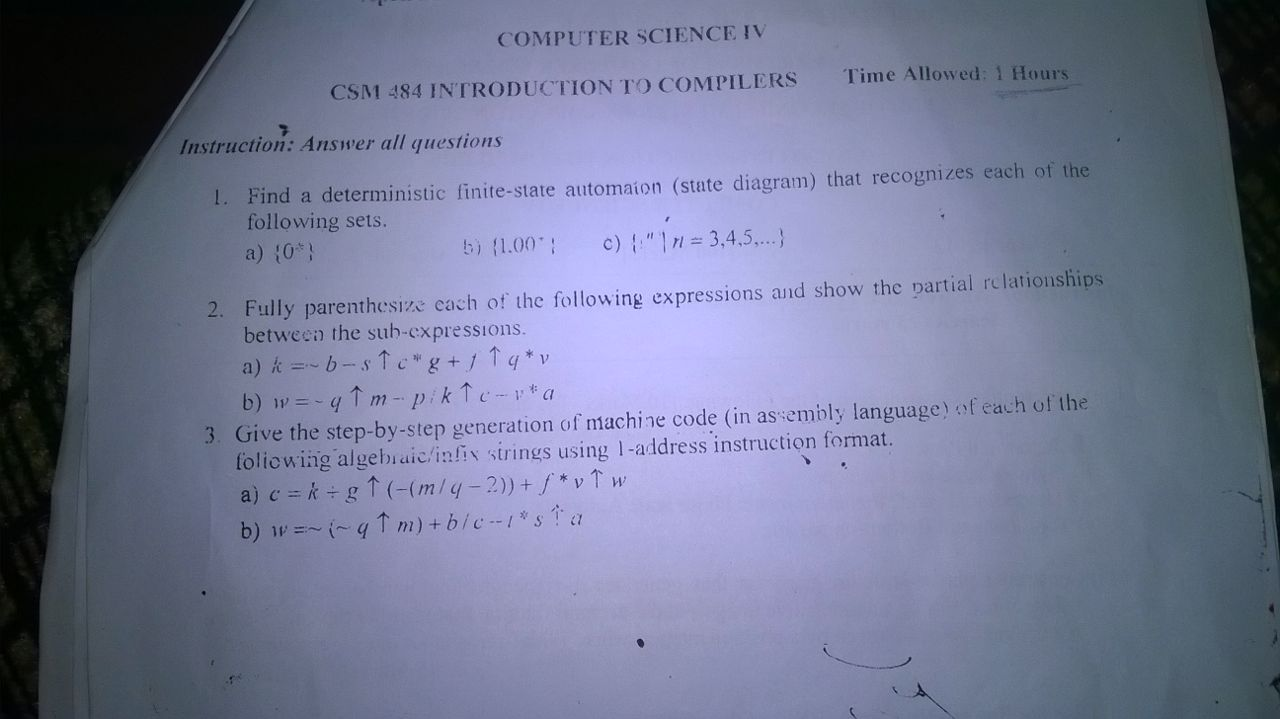 COMPUTER SCIENCE IV
CSM 484 INTRODUCTION TO COMPILERS Time Allowed: 1 Hours
Instruction: Answer all questions
1. Find a deterministic finite-state automaton (state diagram) that recognizes each of the
following sets.
a) {0*} b) {1,00*} c) { n | n = 3,4,5,...}
2. Fully parenthesize each of the following expressions and show the partial relationships
between the sub-expressions.
a) k =~ b − s ↑ c * g + f ↑ q * v
b) w = ~ q ↑ m − p / k ↑ c − v * a
3. Give the step-by-step generation of machine code (in assembly language) of each of the
following algebraic/infix strings using 1-address instruction format.
a) c = k ÷ g ↑ (−(m / q − 2)) + f * v ↑ w
b) w =~ (~ q ↑ m) + b / c − * s ↑ a